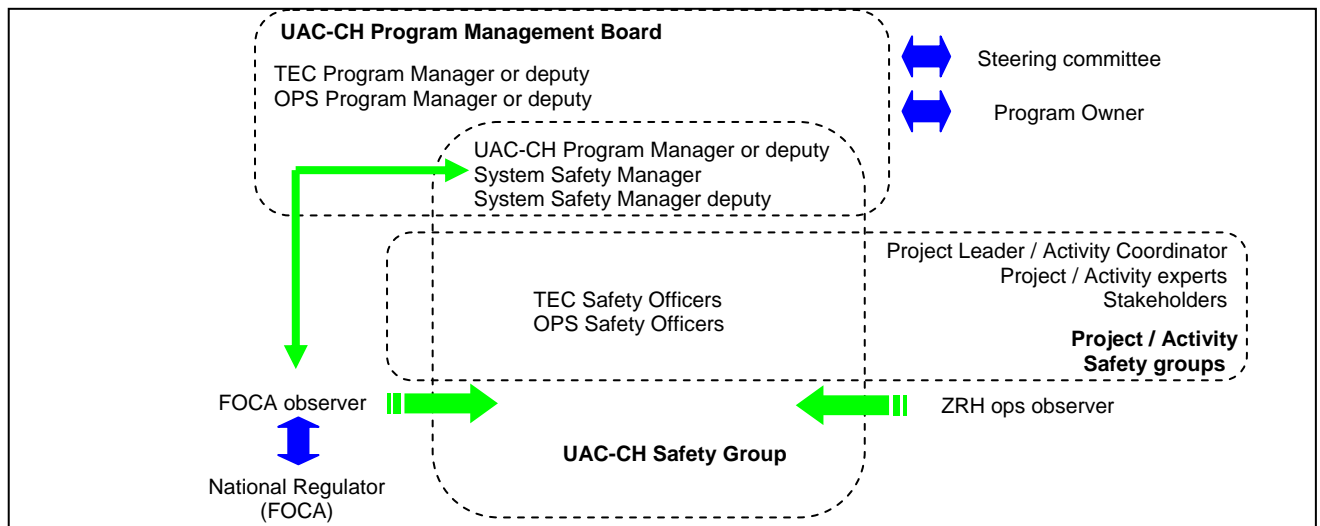 UAC-CH Program Management Board
TEC Program Manager or deputy
OPS Program Manager or deputy
Steering committee
Program Owner
UAC-CH Program Manager or deputy
System Safety Manager
System Safety Manager deputy
Project Leader / Activity Coordinator
Project / Activity experts
Stakeholders
TEC Safety Officers
OPS Safety Officers
Project / Activity
Safety groups
FOCA observer
ZRH ops observer
UAC-CH Safety Group
National Regulator
(FOCA)